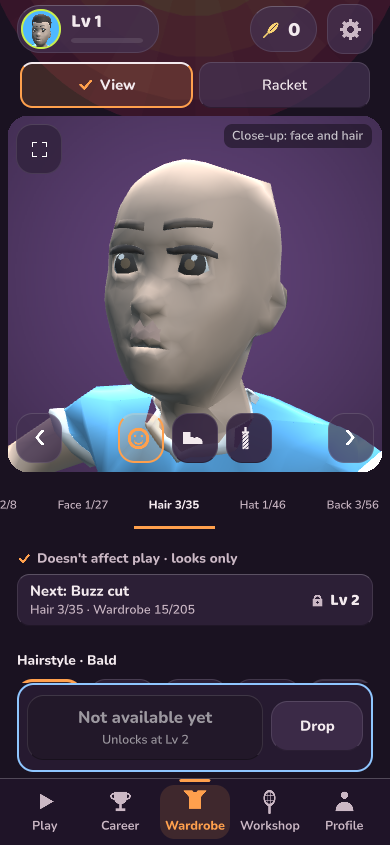 Lv 1
0
View
Racket
Close-up: face and hair
2/8
Face 1/27
Hair 3/35
Hat 1/46
Back 3/56
Doesn't affect play · looks only
Next: Buzz cut
Hair 3/35 · Wardrobe 15/205
Lv 2
Hairstyle · Bald
Not available yet
Unlocks at Lv 2
Drop
Play
Career
Wardrobe
Workshop
Profile